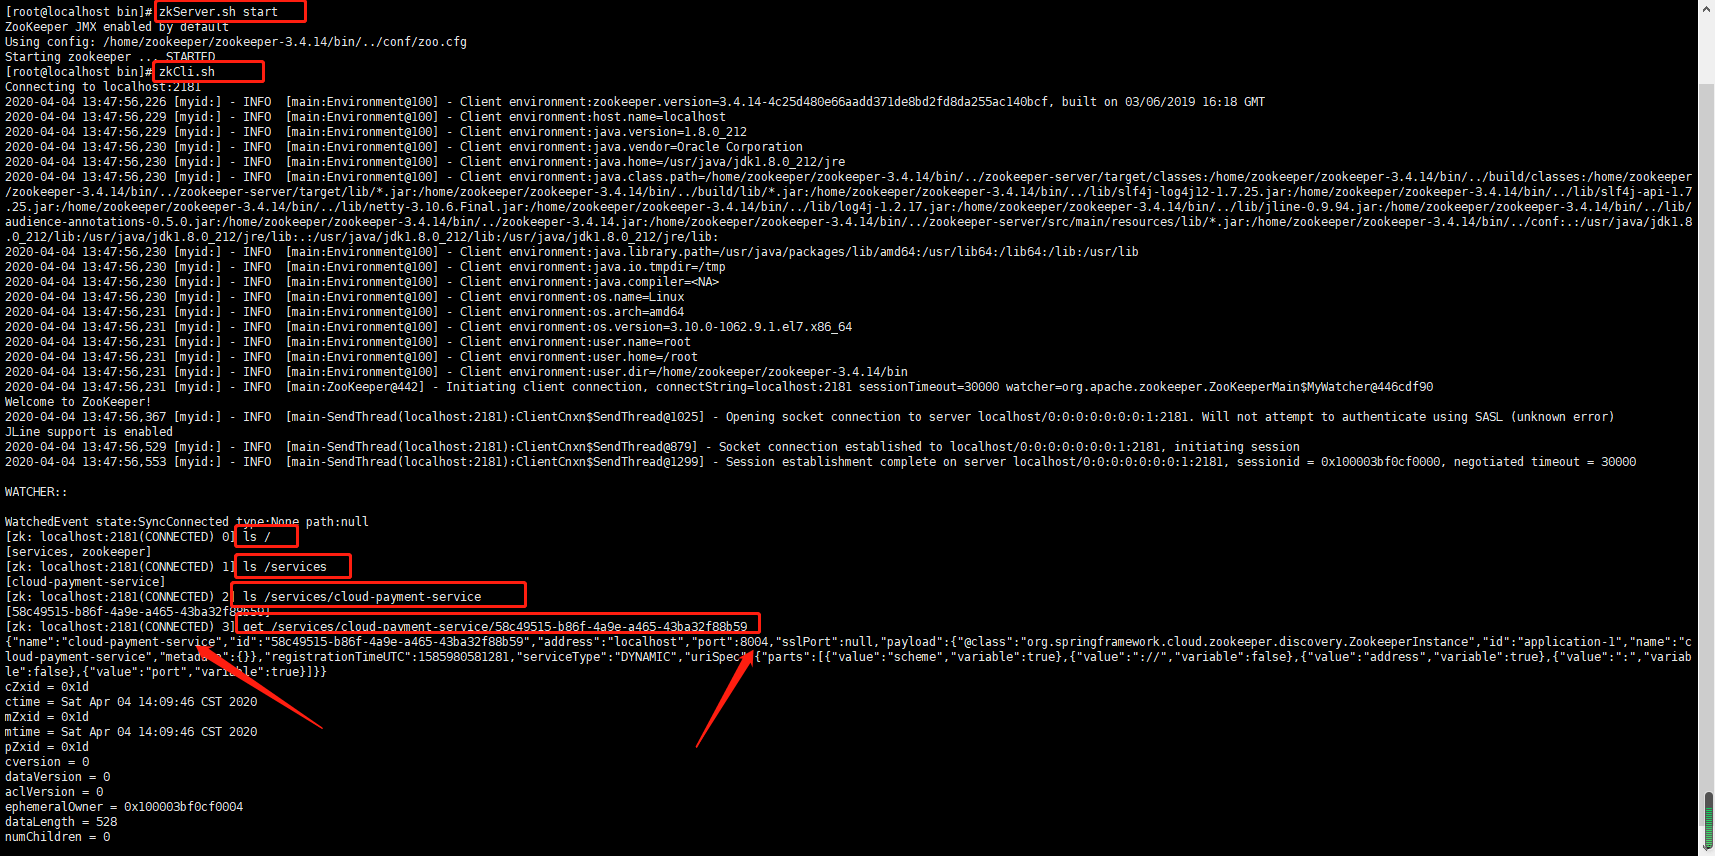 [root@localhost bin]# zkServer.sh start
ZooKeeper JMX enabled by default
Using config: /home/zookeeper/zookeeper-3.4.14/bin/../conf/zoo.cfg
Starting zookeeper ... STARTED
[root@localhost bin]# zkCli.sh
Connecting to localhost:2181
2020-04-04 13:47:56,226 [myid:] - INFO  [main:Environment@100] - Client environment:zookeeper.version=3.4.14-4c25d480e66aadd371de8bd2fd8da255ac140bcf, built on 03/06/2019 16:18 GMT
2020-04-04 13:47:56,229 [myid:] - INFO  [main:Environment@100] - Client environment:host.name=localhost
2020-04-04 13:47:56,229 [myid:] - INFO  [main:Environment@100] - Client environment:java.version=1.8.0_212
2020-04-04 13:47:56,230 [myid:] - INFO  [main:Environment@100] - Client environment:java.vendor=Oracle Corporation
2020-04-04 13:47:56,230 [myid:] - INFO  [main:Environment@100] - Client environment:java.home=/usr/java/jdk1.8.0_212/jre
2020-04-04 13:47:56,230 [myid:] - INFO  [main:Environment@100] - Client environment:java.class.path=/home/zookeeper/zookeeper-3.4.14/bin/../zookeeper-server/target/classes:/home/zookeeper/zookeeper-3.4.14/bin/../build/classes:/home/zookeeper
/zookeeper-3.4.14/bin/../zookeeper-server/target/lib/*.jar:/home/zookeeper/zookeeper-3.4.14/bin/../build/lib/*.jar:/home/zookeeper/zookeeper-3.4.14/bin/../lib/slf4j-log4j12-1.7.25.jar:/home/zookeeper/zookeeper-3.4.14/bin/../lib/slf4j-api-1.7
.25.jar:/home/zookeeper/zookeeper-3.4.14/bin/../lib/netty-3.10.6.Final.jar:/home/zookeeper/zookeeper-3.4.14/bin/../lib/log4j-1.2.17.jar:/home/zookeeper/zookeeper-3.4.14/bin/../lib/jline-0.9.94.jar:/home/zookeeper/zookeeper-3.4.14/bin/../lib/
audience-annotations-0.5.0.jar:/home/zookeeper/zookeeper-3.4.14/bin/../zookeeper-3.4.14.jar:/home/zookeeper/zookeeper-3.4.14/bin/../zookeeper-server/src/main/resources/lib/*.jar:/home/zookeeper/zookeeper-3.4.14/bin/../conf:.:/usr/java/jdk1.8
.0_212/lib:/usr/java/jdk1.8.0_212/jre/lib:.:/usr/java/jdk1.8.0_212/lib:/usr/java/jdk1.8.0_212/jre/lib:
2020-04-04 13:47:56,230 [myid:] - INFO  [main:Environment@100] - Client environment:java.library.path=/usr/java/packages/lib/amd64:/usr/lib64:/lib64:/lib:/usr/lib
2020-04-04 13:47:56,230 [myid:] - INFO  [main:Environment@100] - Client environment:java.io.tmpdir=/tmp
2020-04-04 13:47:56,230 [myid:] - INFO  [main:Environment@100] - Client environment:java.compiler=<NA>
2020-04-04 13:47:56,230 [myid:] - INFO  [main:Environment@100] - Client environment:os.name=Linux
2020-04-04 13:47:56,231 [myid:] - INFO  [main:Environment@100] - Client environment:os.arch=amd64
2020-04-04 13:47:56,231 [myid:] - INFO  [main:Environment@100] - Client environment:os.version=3.10.0-1062.9.1.el7.x86_64
2020-04-04 13:47:56,231 [myid:] - INFO  [main:Environment@100] - Client environment:user.name=root
2020-04-04 13:47:56,231 [myid:] - INFO  [main:Environment@100] - Client environment:user.home=/root
2020-04-04 13:47:56,231 [myid:] - INFO  [main:Environment@100] - Client environment:user.dir=/home/zookeeper/zookeeper-3.4.14/bin
2020-04-04 13:47:56,231 [myid:] - INFO  [main:ZooKeeper@442] - Initiating client connection, connectString=localhost:2181 sessionTimeout=30000 watcher=org.apache.zookeeper.ZooKeeperMain$MyWatcher@446cdf90
Welcome to ZooKeeper!
2020-04-04 13:47:56,367 [myid:] - INFO  [main-SendThread(localhost:2181):ClientCnxn$SendThread@1025] - Opening socket connection to server localhost/0:0:0:0:0:0:0:1:2181. Will not attempt to authenticate using SASL (unknown error)
JLine support is enabled
2020-04-04 13:47:56,529 [myid:] - INFO  [main-SendThread(localhost:2181):ClientCnxn$SendThread@879] - Socket connection established to localhost/0:0:0:0:0:0:0:1:2181, initiating session
2020-04-04 13:47:56,553 [myid:] - INFO  [main-SendThread(localhost:2181):ClientCnxn$SendThread@1299] - Session establishment complete on server localhost/0:0:0:0:0:0:0:1:2181, sessionid = 0x100003bf0cf0000, negotiated timeout = 30000
WATCHER::
WatchedEvent state:SyncConnected type:None path:null
[zk: localhost:2181(CONNECTED) 0] ls /
[services, zookeeper]
[zk: localhost:2181(CONNECTED) 1] ls /services
[cloud-payment-service]
[zk: localhost:2181(CONNECTED) 2] ls /services/cloud-payment-service
[58c49515-b86f-4a9e-a465-43ba32f88b59]
[zk: localhost:2181(CONNECTED) 3] get /services/cloud-payment-service/58c49515-b86f-4a9e-a465-43ba32f88b59
{"name":"cloud-payment-service","id":"58c49515-b86f-4a9e-a465-43ba32f88b59","address":"localhost","port":8004,"sslPort":null,"payload":{"@class":"org.springframework.cloud.zookeeper.discovery.ZookeeperInstance","id":"application-1","name":"c
loud-payment-service","metadata":{}},"registrationTimeUTC":1585980581281,"serviceType":"DYNAMIC","uriSpec":{"parts":[{"value":"scheme","variable":true},{"value":"://","variable":false},{"value":"address","variable":true},{"value":":","variab
le":false},{"value":"port","variable":true}]}}
cZxid = 0x1d
ctime = Sat Apr 04 14:09:46 CST 2020
mZxid = 0x1d
mtime = Sat Apr 04 14:09:46 CST 2020
pZxid = 0x1d
cversion = 0
dataVersion = 0
aclVersion = 0
ephemeralOwner = 0x100003bf0cf0004
dataLength = 528
numChildren = 0